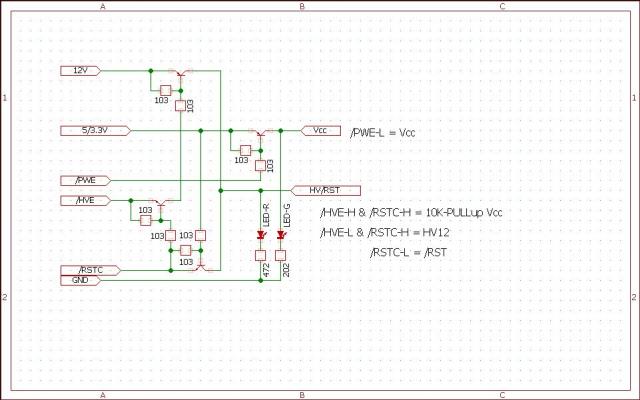 A B C
1 1
12V
103
103
5/3.3V
Vcc
/PWE-L = Vcc
103
103
/PWE
HV/RST
/HVE
103
LED-R
LED-G
/HVE-H & /RSTC-H = 10K-PULLup Vcc
103
103
/HVE-L & /RSTC-H = HV12
103
/RSTC-L = /RST
472
202
/RSTC
GND
2 2
A B C